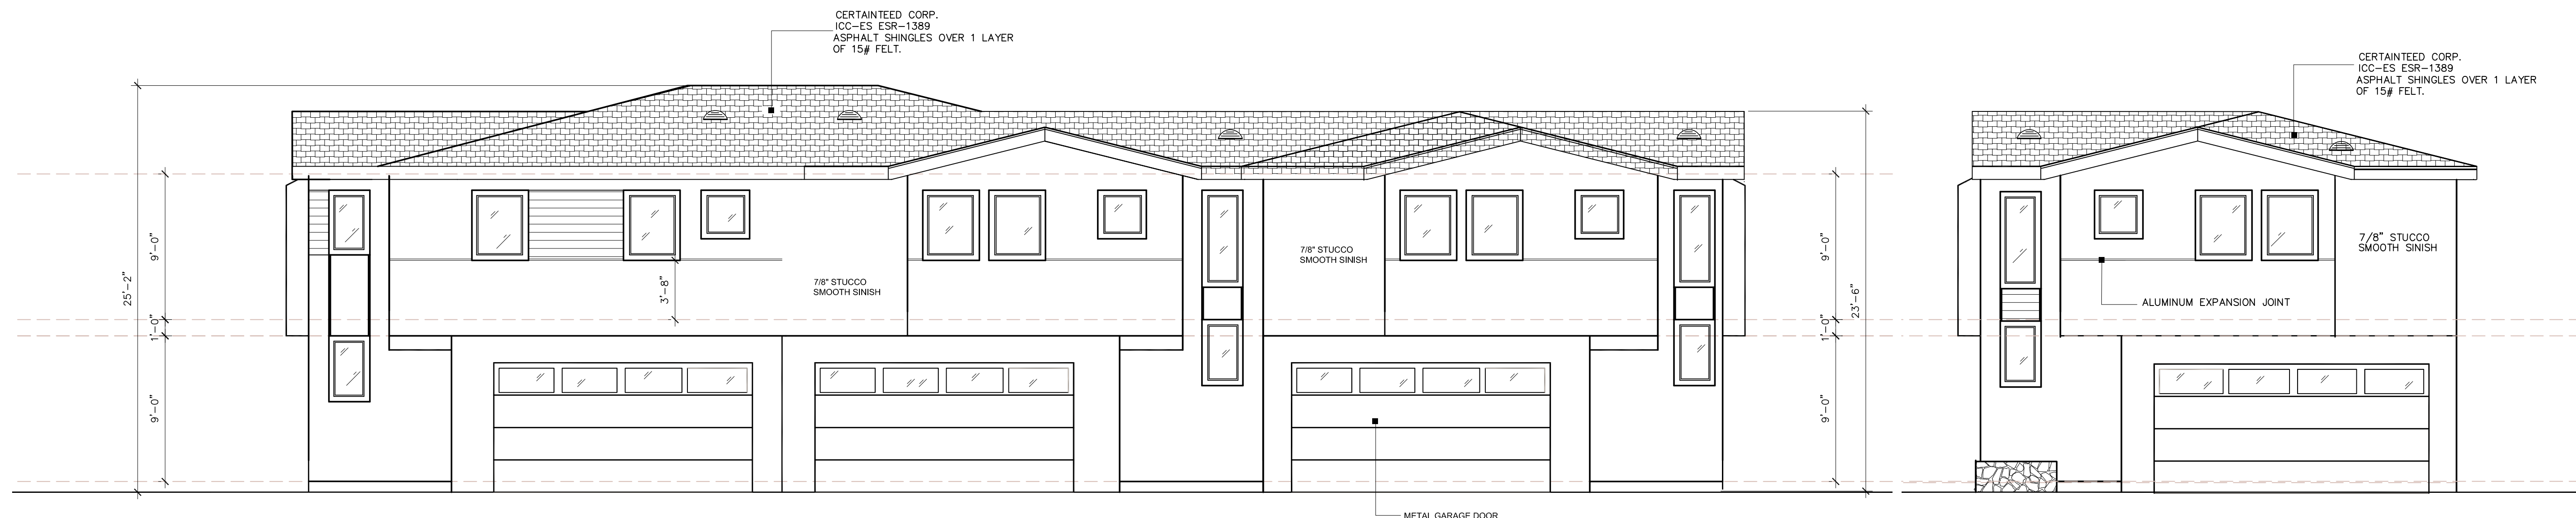 CERTAINTEED CORP.
ICC-ES ESR-1389
ASPHALT SHINGLES OVER 1 LAYER
OF 15# FELT.
CERTAINTEED CORP.
ICC-ES ESR-1389
ASPHALT SHINGLES OVER 1 LAYER
OF 15# FELT.
25'-2"
9'-0"
1'-0"
9'-0"
3'-8"
7/8" STUCCO
SMOOTH SINISH
7/8" STUCCO
SMOOTH SINISH
9'-0"
1'-0"
9'-0"
23'-6"
7/8" STUCCO
SMOOTH SINISH
ALUMINUM EXPANSION JOINT
METAL GARAGE DOOR